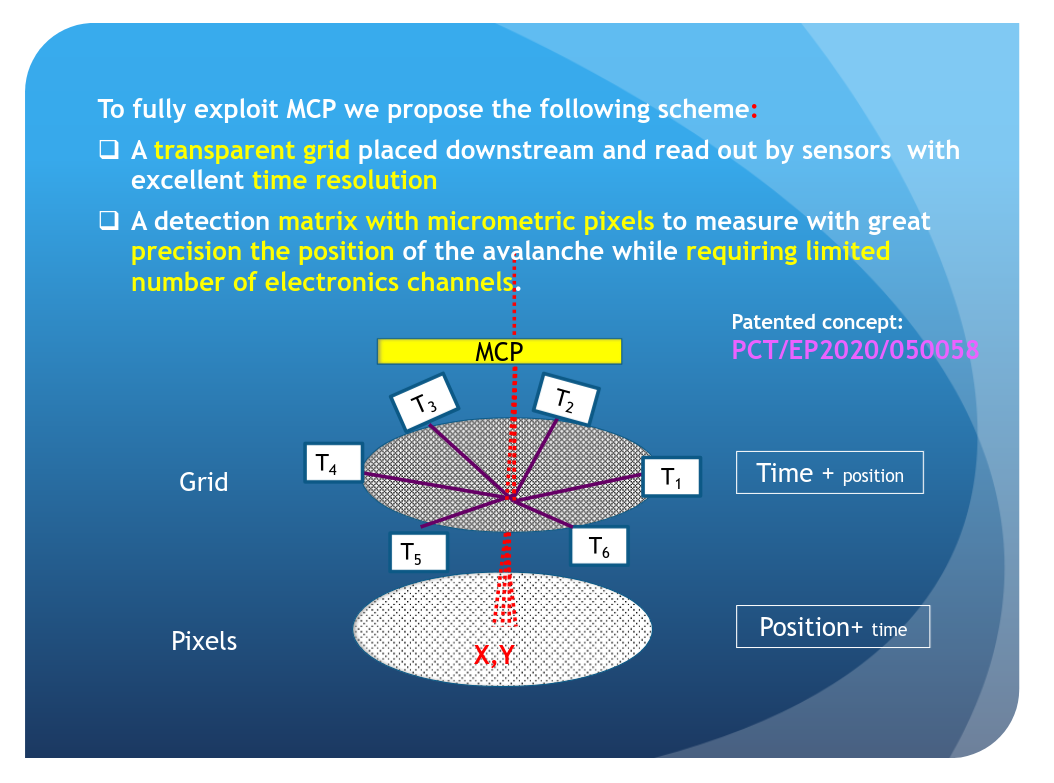 To fully exploit MCP we propose the following scheme:
❑ A transparent grid placed downstream and read out by sensors with
excellent time resolution
❑ A detection matrix with micrometric pixels to measure with great
precision the position of the avalanche while requiring limited
number of electronics channels.
Patented concept:
PCT/EP2020/050058
MCP
T3
T2
T4
T1
Grid
Time + position
T5
T6
Pixels
Position+ time
X,Y